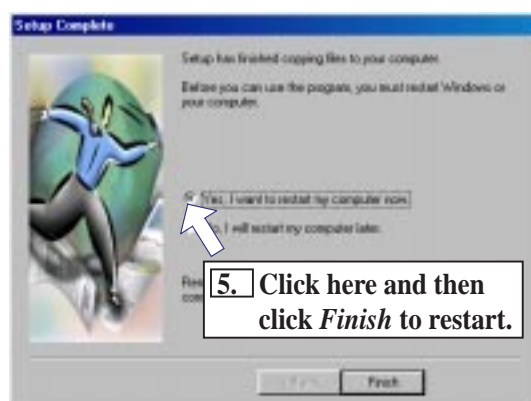 Setup Complete
Setup has finished copying files to your computer.
Before you can use the program, you must restart Windows or
your computer.
Yes, I want to restart my computer now.
No, I will restart my computer later.
5. Click here and then
click Finish to restart.
Finish